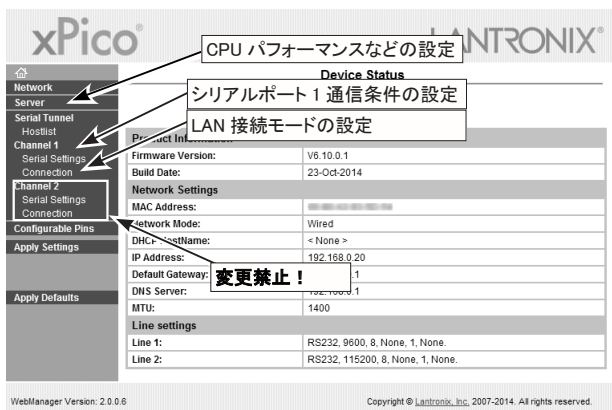 xPico®
LANTRONIX®
CPU パフォーマンスなどの設定
シリアルポート 1 通信条件の設定
LAN 接続モードの設定
変更禁止！
Network
Server
Serial Tunnel
Hostlist
Channel 1
Serial Settings
Connection
Channel 2
Serial Settings
Connection
Configurable Pins
Apply Settings
Apply Defaults
Device Status
Product Information
Firmware Version: V6.10.0.1
Build Date: 23-Oct-2014
Network Settings
MAC Address:
Network Mode: Wired
DHCP HostName: < None >
IP Address: 192.168.0.20
Default Gateway: .1
DNS Server: 192.168.0.1
MTU: 1400
Line settings
Line 1: RS232, 9600, 8, None, 1, None.
Line 2: RS232, 115200, 8, None, 1, None.
WebManager Version: 2.0.0.6
Copyright © Lantronix, Inc. 2007-2014. All rights reserved.